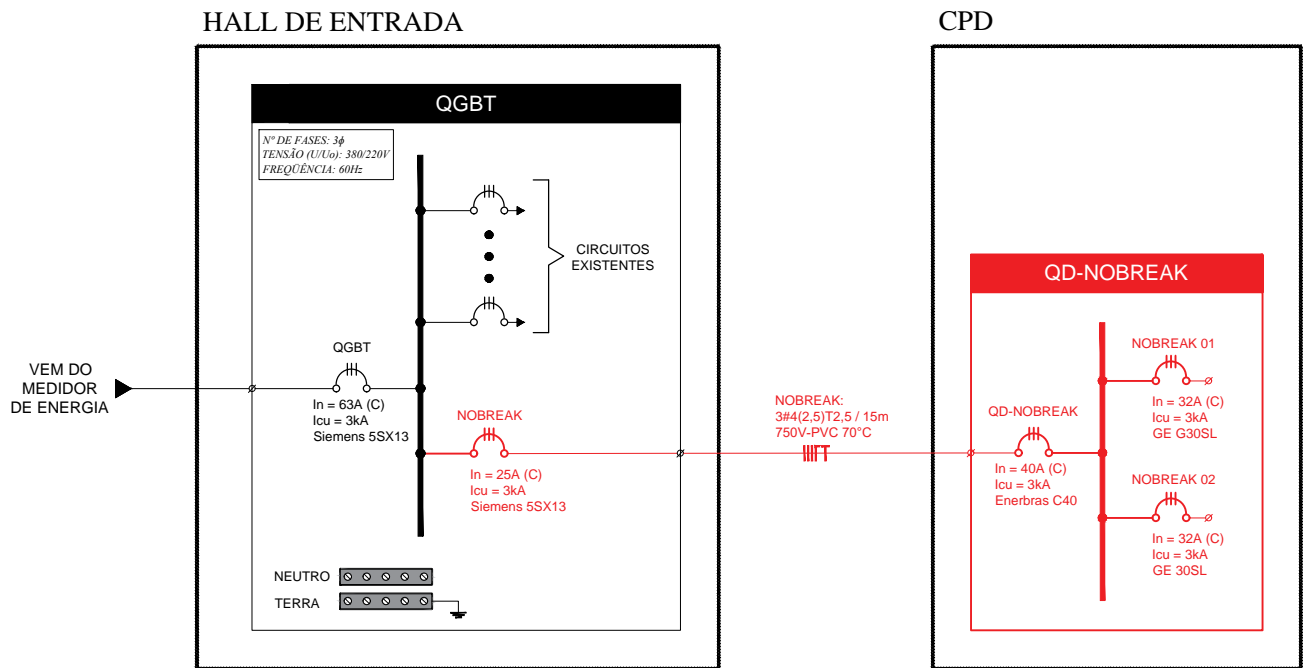 HALL DE ENTRADA
CPD
QGBT
Nº DE FASES: 3ϕ
TENSÃO (U/Uo): 380/220V
FREQÜÊNCIA: 60Hz
CIRCUITOS
EXISTENTES
VEM DO
MEDIDOR
DE ENERGIA
QGBT
In = 63A (C)
Icu = 3kA
Siemens 5SX13
NOBREAK
In = 25A (C)
Icu = 3kA
Siemens 5SX13
NEUTRO
TERRA
NOBREAK:
3#4(2,5)T2,5 / 15m
750V-PVC 70°C
QD-NOBREAK
QD-NOBREAK
In = 40A (C)
Icu = 3kA
Enerbras C40
NOBREAK 01
In = 32A (C)
Icu = 3kA
GE G30SL
NOBREAK 02
In = 32A (C)
Icu = 3kA
GE 30SL